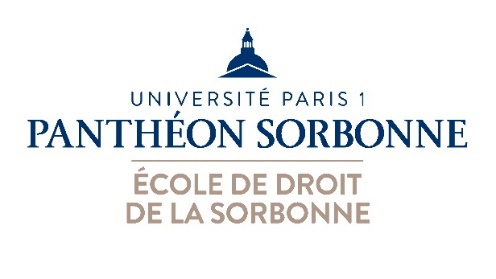 UNIVERSITÉ PARIS 1
PANTHÉON SORBONNE
ÉCOLE DE DROIT
DE LA SORBONNE